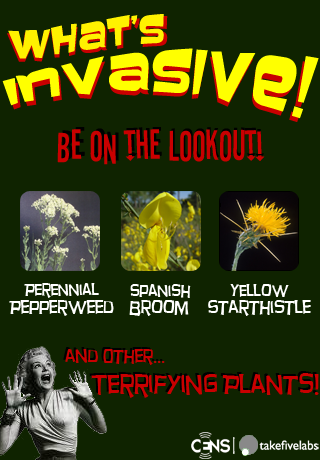 WHAT'S
INVASIVE!
BE ON THE LOOKOUT!
PERENNIAL
PEPPERWEED
SPANISH
BROOM
YELLOW
STARTHISTLE
AND OTHER...
TERRIFYING PLANTS!
CENS | takefivelabs